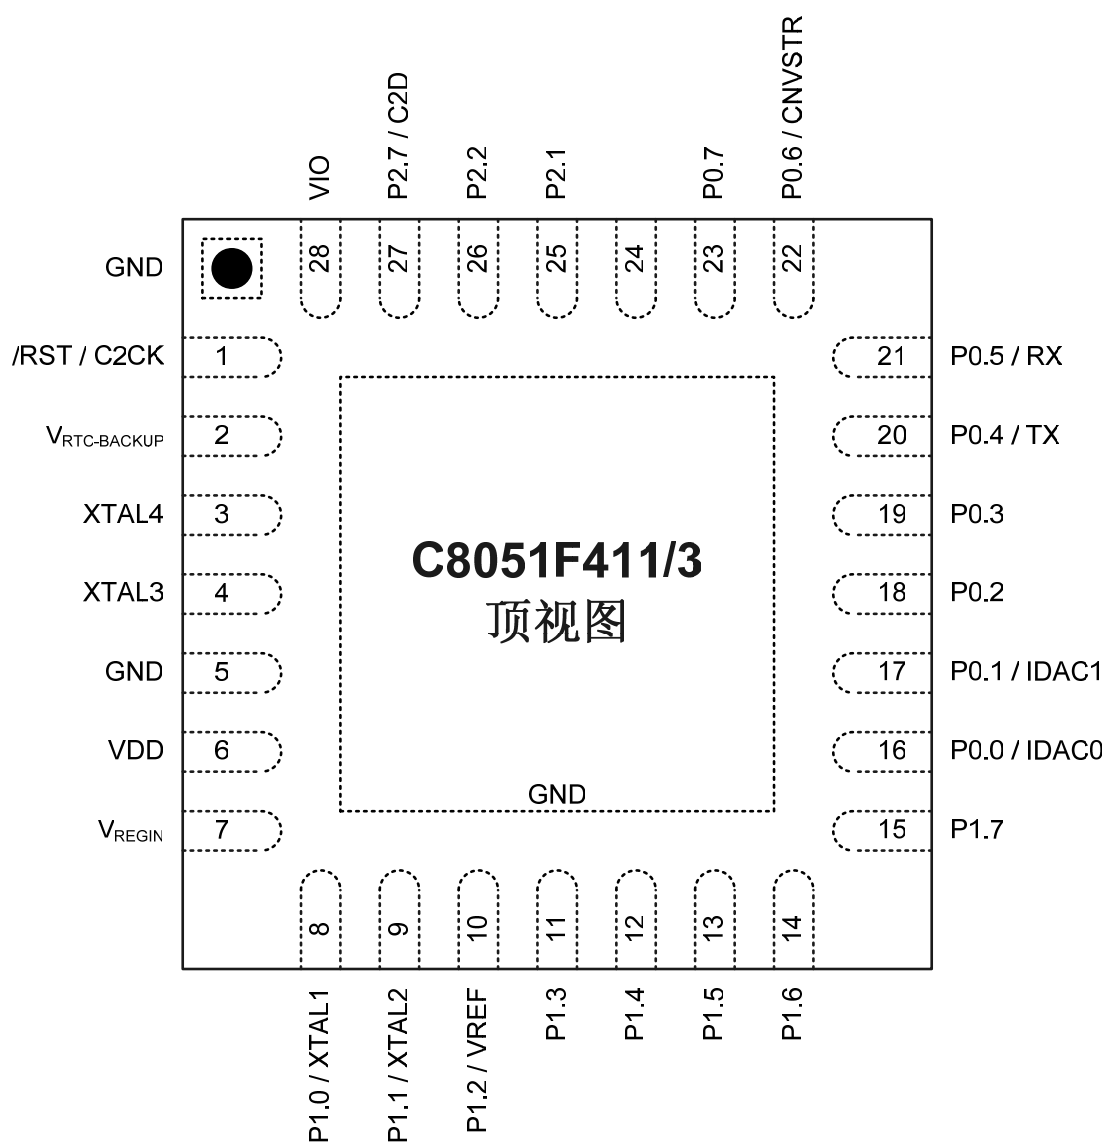 VIO
P2.7 / C2D
P2.2
P2.1
P0.7
P0.6 / CNVSTR
28
27
26
25
24
23
22
GND
/RST / C2CK
1
VRTC-BACKUP
2
XTAL4
3
XTAL3
4
GND
5
VDD
6
VREGIN
7
C8051F411/3
顶视图
GND
21
P0.5 / RX
20
P0.4 / TX
19
P0.3
18
P0.2
17
P0.1 / IDAC1
16
P0.0 / IDAC0
15
P1.7
8
9
10
11
12
13
14
P1.0 / XTAL1
P1.1 / XTAL2
P1.2 / VREF
P1.3
P1.4
P1.5
P1.6